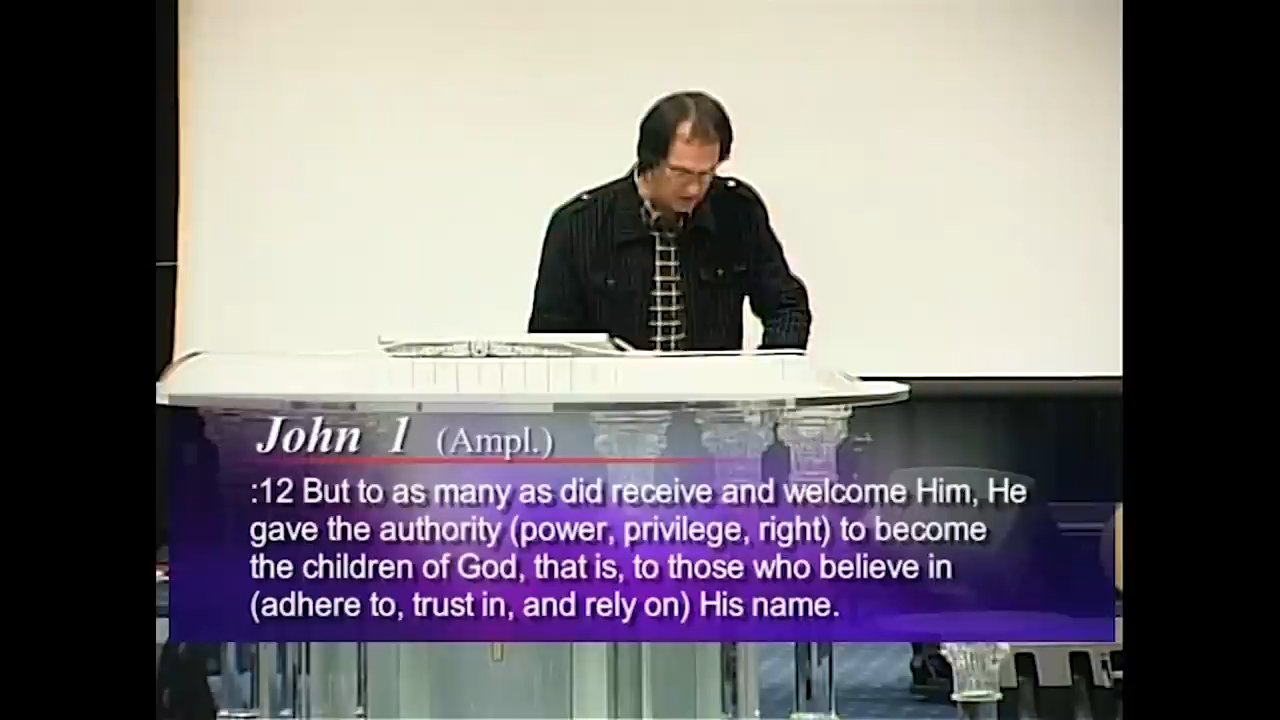 John 1 (Ampl.)
:12 But to as many as did receive and welcome Him, He
gave the authority (power, privilege, right) to become
the children of God, that is, to those who believe in
(adhere to, trust in, and rely on) His name.